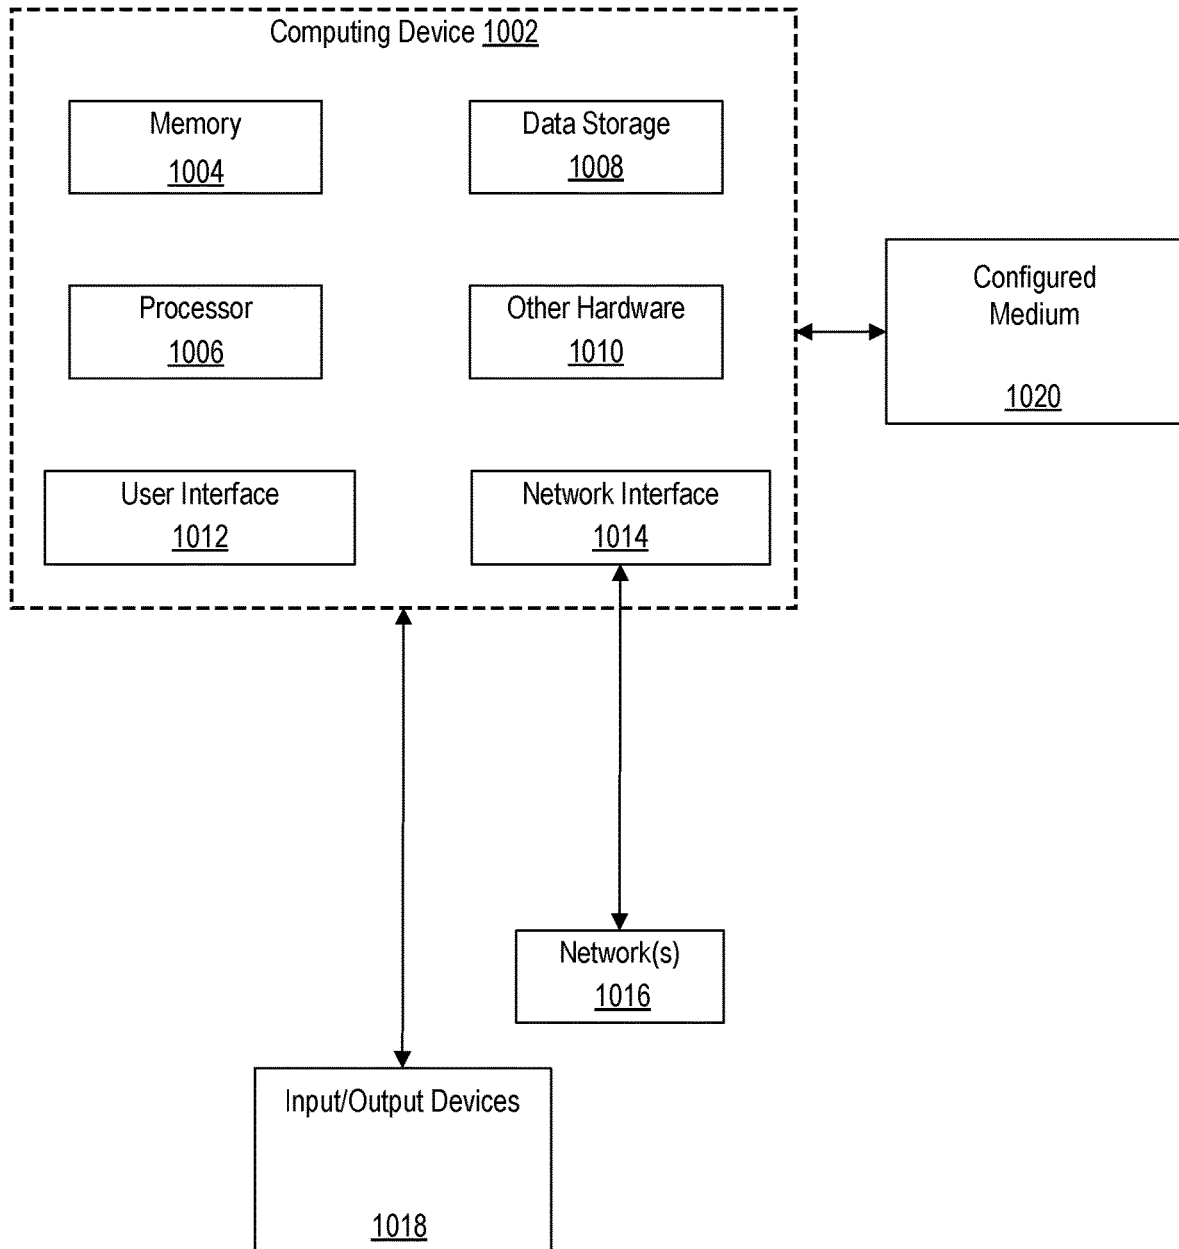 Computing Device 1002
Memory
1004
Data Storage
1008
Processor
1006
Other Hardware
1010
Configured
Medium
1020
User Interface
1012
Network Interface
1014
Network(s)
1016
Input/Output Devices
1018